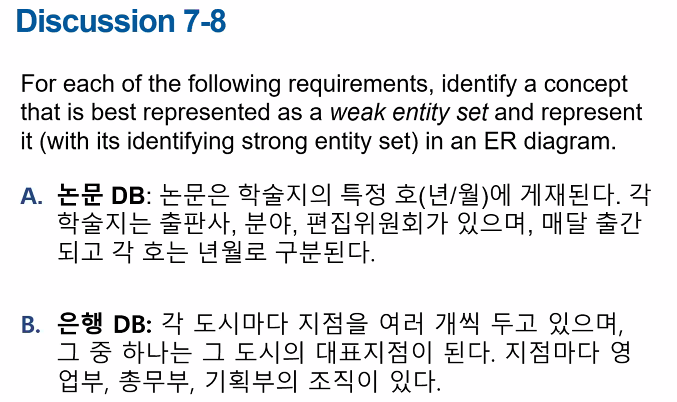 Discussion 7-8
For each of the following requirements, identify a concept
that is best represented as a weak entity set and represent
it (with its identifying strong entity set) in an ER diagram.
A. 논문 DB: 논문은 학술지의 특정 호(년/월)에 게재된다. 각
학술지는 출판사, 분야, 편집위원회가 있으며, 매달 출간
되고 각 호는 년월로 구분된다.
B. 은행 DB: 각 도시마다 지점을 여러 개씩 두고 있으며,
그 중 하나는 그 도시의 대표지점이 된다. 지점마다 영
업부, 총무부, 기획부의 조직이 있다.